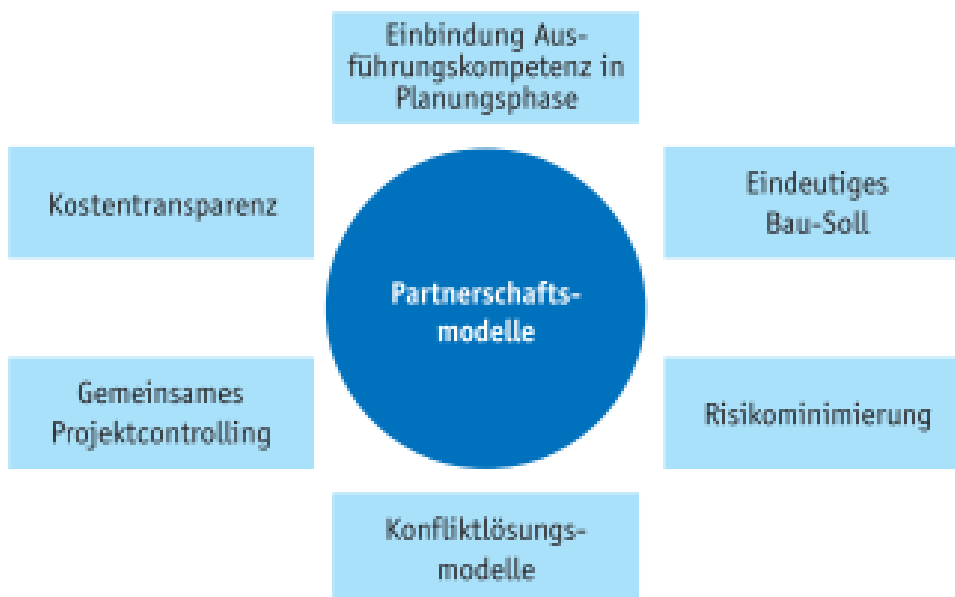 Einbindung Aus-
führungskompetenz in
Planungsphase
Kostentransparenz
Eindeutiges
Bau-Soll
Partnerschafts-
modelle
Gemeinsames
Projektcontrolling
Risikominimierung
Konfliktlösungs-
modelle